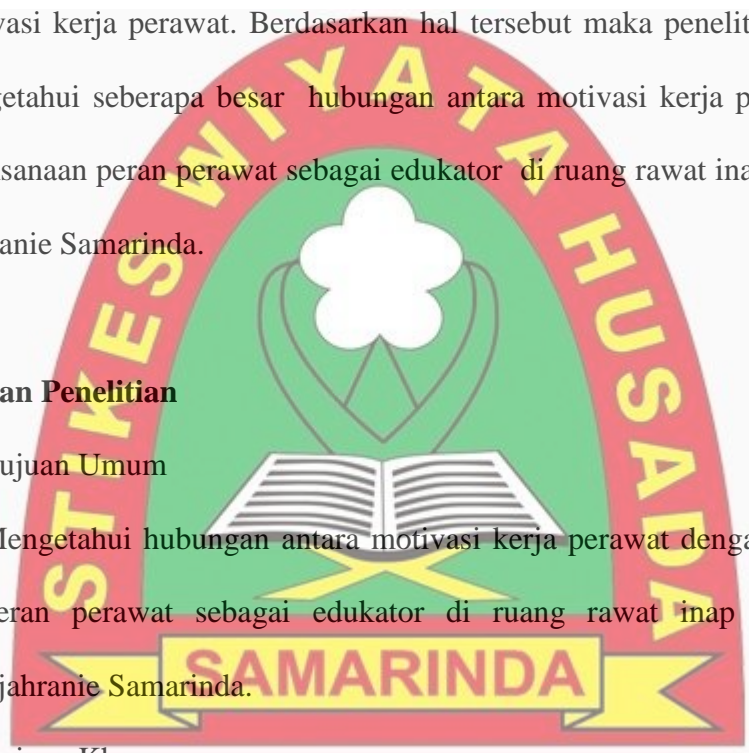 vasi kerja perawat. Berdasarkan hal tersebut maka penelit
getahui seberapa besar hubungan antara motivasi kerja p
ksanaan peran perawat sebagai edukator di ruang rawat ina
anie Samarinda.
an Penelitian
ujuan Umum
Mengetahui hubungan antara motivasi kerja perawat denga
eran perawat sebagai edukator di ruang rawat inap
jahranie Samarinda.
STIKES WIYATA HUSADA
SAMARINDA